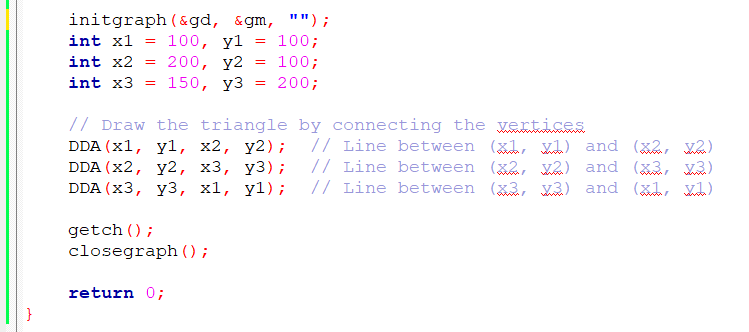 initgraph(&gd, &gm, "");
int x1 = 100, y1 = 100;
int x2 = 200, y2 = 100;
int x3 = 150, y3 = 200;
// Draw the triangle by connecting the vertices
DDA(x1, y1, x2, y2);  // Line between (x1, y1) and (x2, y2)
DDA(x2, y2, x3, y3);  // Line between (x2, y2) and (x3, y3)
DDA(x3, y3, x1, y1);  // Line between (x3, y3) and (x1, y1)
getch();
closegraph();
return 0;
}